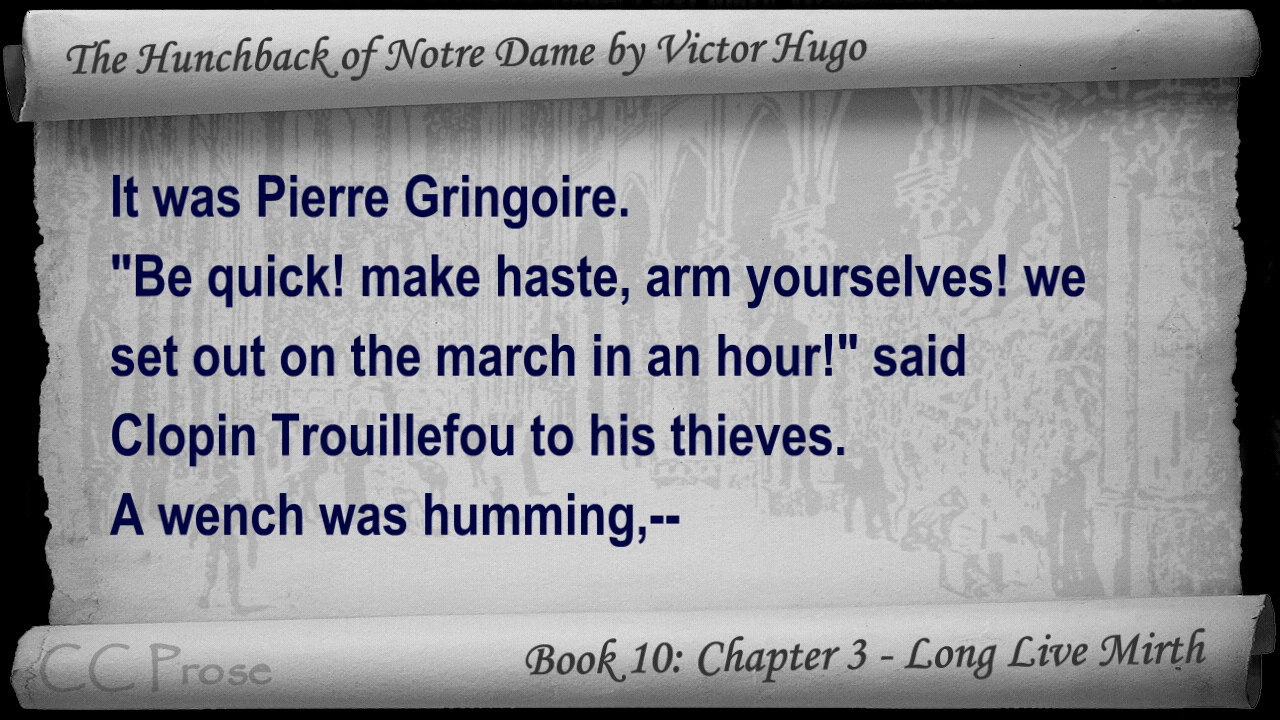 The Hunchback of Notre Dame by Victor Hugo
It was Pierre Gringoire.
"Be quick! make haste, arm yourselves! we
set out on the march in an hour!" said
Clopin Trouillefou to his thieves.
A wench was humming,--
CC Prose
Book 10: Chapter 3 - Long Live Mirth